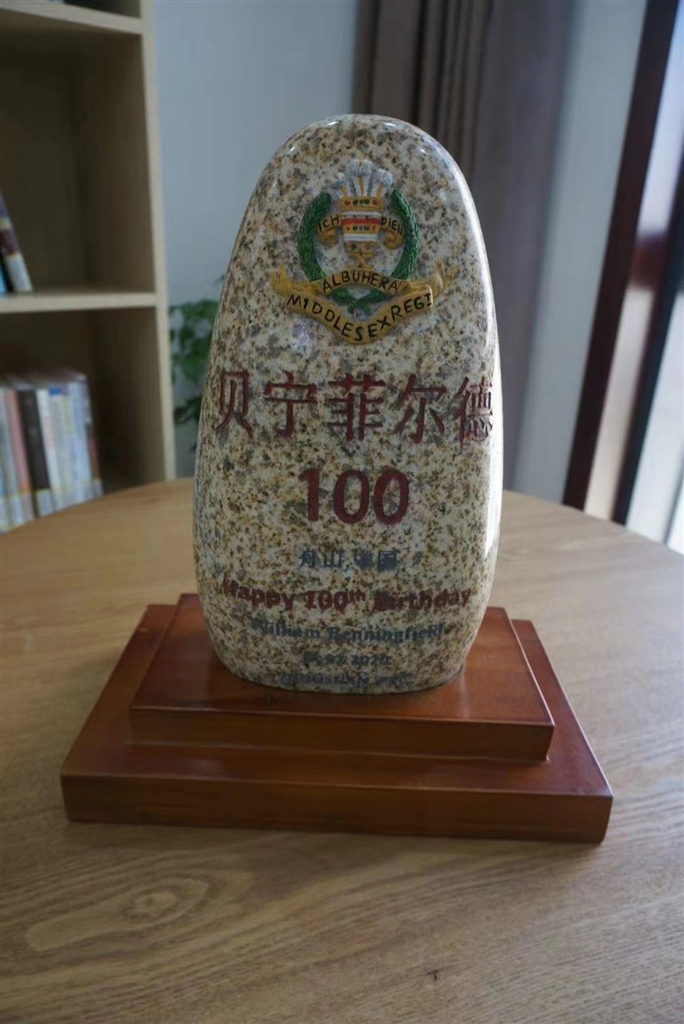 ICH DIEN
ALBUHERA
MIDDLESEX REGT
贝宁菲尔德
100
舟山,中国
Happy 100th Birthday
William Benningfield
2020